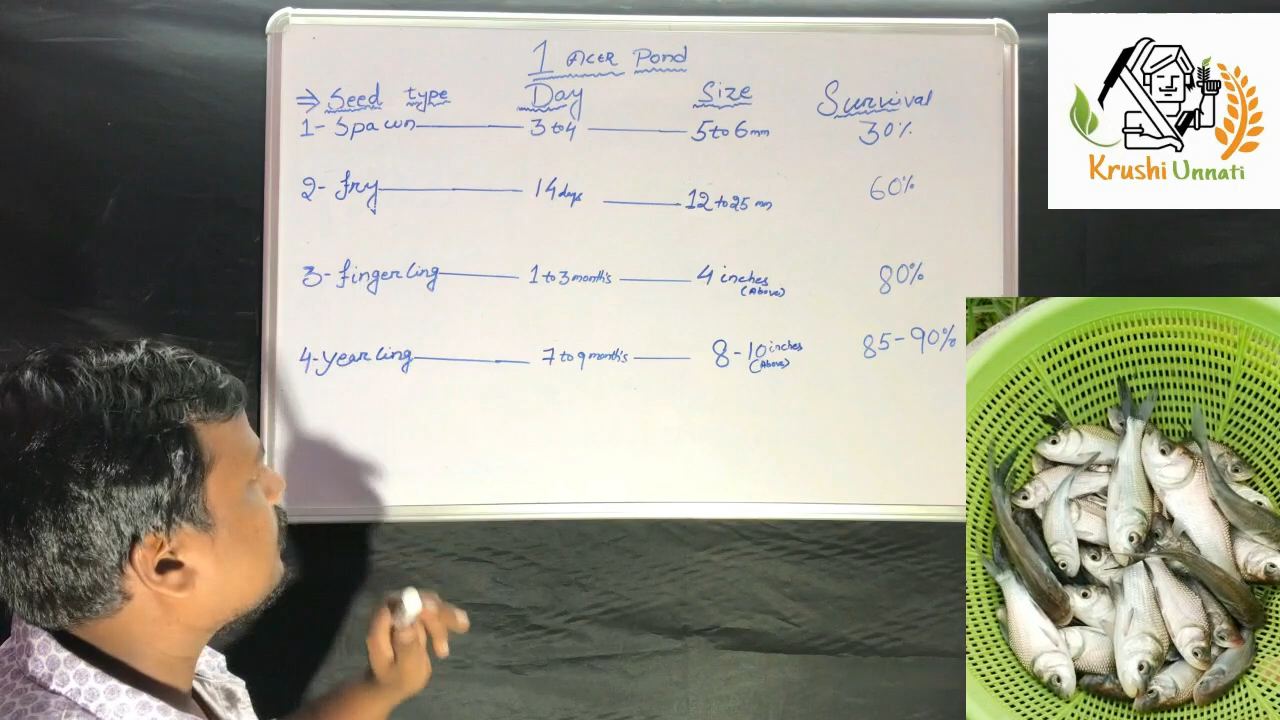 1 Acer Pond
⇒ Seed type Day Size Survival
1- Spawn 3 to 4 5 to 6 mm 30%
2- fry 14 days 12 to 25 mm 60%
3- fingerling 1 to 3 month's 4 inches (Above) 80%
4- Yearling 7 to 9 month's 8-10 inches (Above) 85-90%
Krushi Unnati